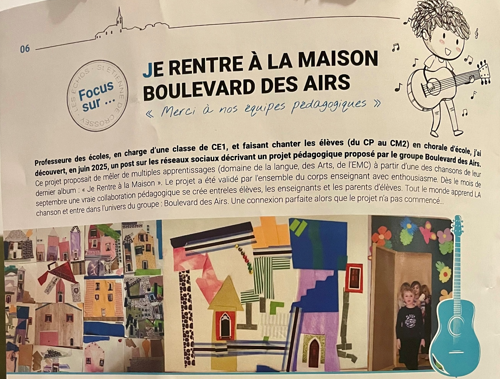 06
LES ÉCHOS - ST ETIENNE DE CROSSEY
Focus
sur ...
JE RENTRE À LA MAISON
BOULEVARD DES AIRS
« Merci à nos équipes pédagogiques »
Professeure des écoles, en charge d'une classe de CE1, et faisant chanter les élèves (du CP au CM2) en chorale d'école, j'ai
découvert, en juin 2025, un post sur les réseaux sociaux décrivant un projet pédagogique proposé par le groupe Boulevard des Airs.
Ce projet proposait de mêler de multiples apprentissages (domaine de la langue, des Arts, de l'EMC) à partir d'une des chansons de leur
dernier album : « Je Rentre à la Maison ». Le projet a été validé par l'ensemble du corps enseignant avec enthousiasme. Dès le mois de
septembre une vraie collaboration pédagogique se crée entreles élèves, les enseignants et les parents d'élèves. Tout le monde apprend LA
chanson et entre dans l'univers du groupe : Boulevard des Airs. Une connexion parfaite alors que le projet n'a pas commencé...